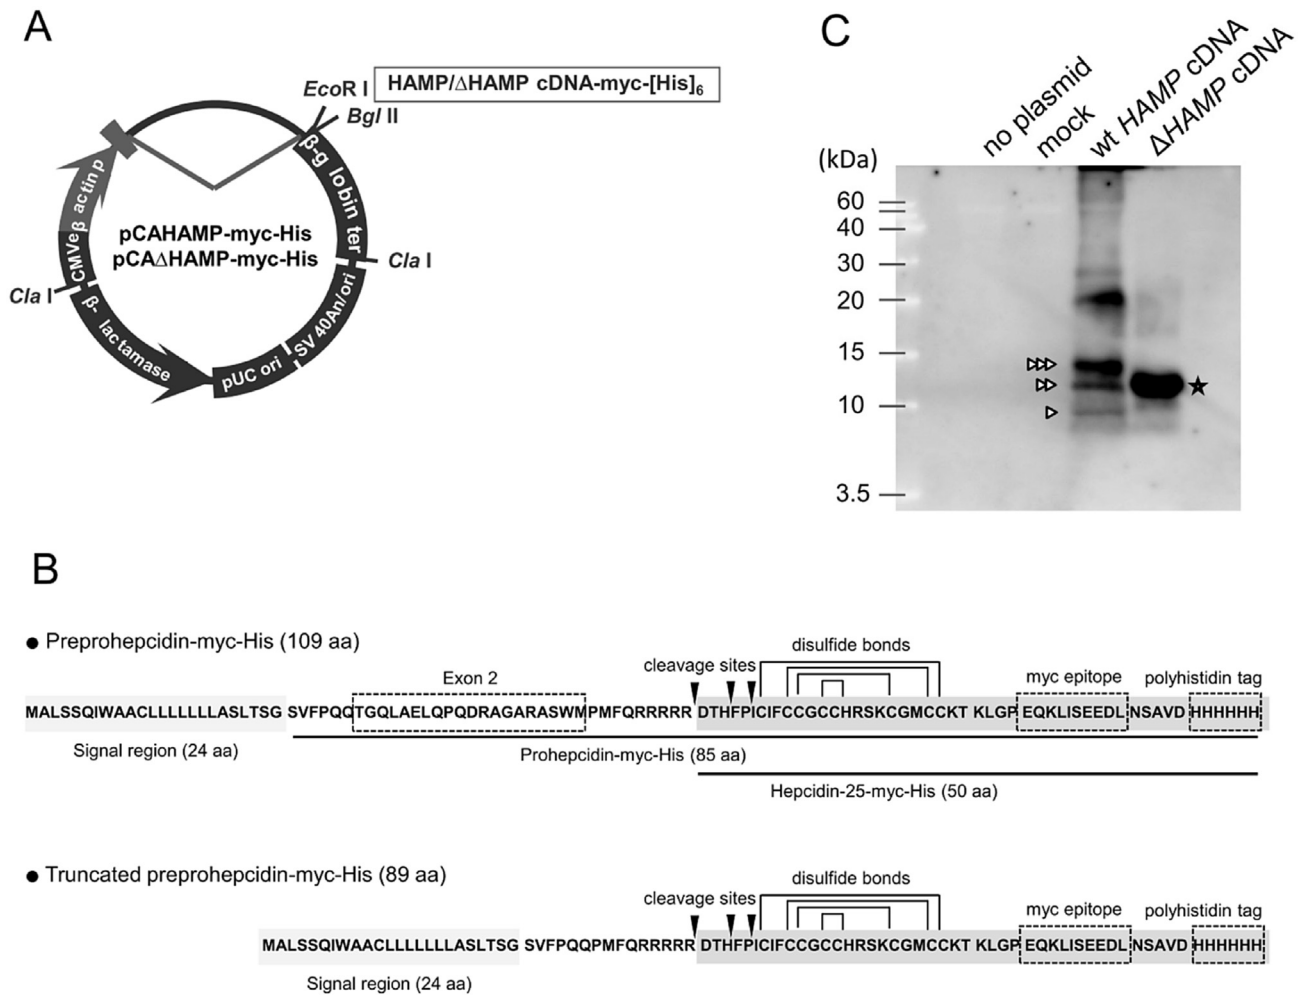 A
EcoR I
HAMP/ΔHAMP cDNA-myc-[His]6
Bgl II
β-globin ter
β actin p
CMVe
pCAHAMP-myc-His
pCAΔHAMP-myc-His
Cla I
Cla I
β-lactamase
pUC ori
SV 40An/ori
C
no plasmid
mock
wt HAMP cDNA
ΔHAMP cDNA
(kDa)
60
40
30
20
15
10
3.5
B
● Preprohepcidin-myc-His (109 aa)
disulfide bonds
cleavage sites
Exon 2
myc epitope
polyhistidin tag
MALSSQIWAACLLLLLLLASLTSG SVFPQQTGQLAELQPQDRAGARASWMPMFQRRRRR DTHFPICIFCCGCCHRSKCGMCCKT KLGP EQKLISEEDL NSAVD HHHHHH
Signal region (24 aa)
Prohepcidin-myc-His (85 aa)
Hepcidin-25-myc-His (50 aa)
● Truncated preprohepcidin-myc-His (89 aa)
disulfide bonds
cleavage sites
myc epitope
polyhistidin tag
MALSSQIWAACLLLLLLLASLTSG SVFPQQPMFQRRRRR DTHFPICIFCCGCCHRSKCGMCCKT KLGP EQKLISEEDL NSAVD HHHHHH
Signal region (24 aa)